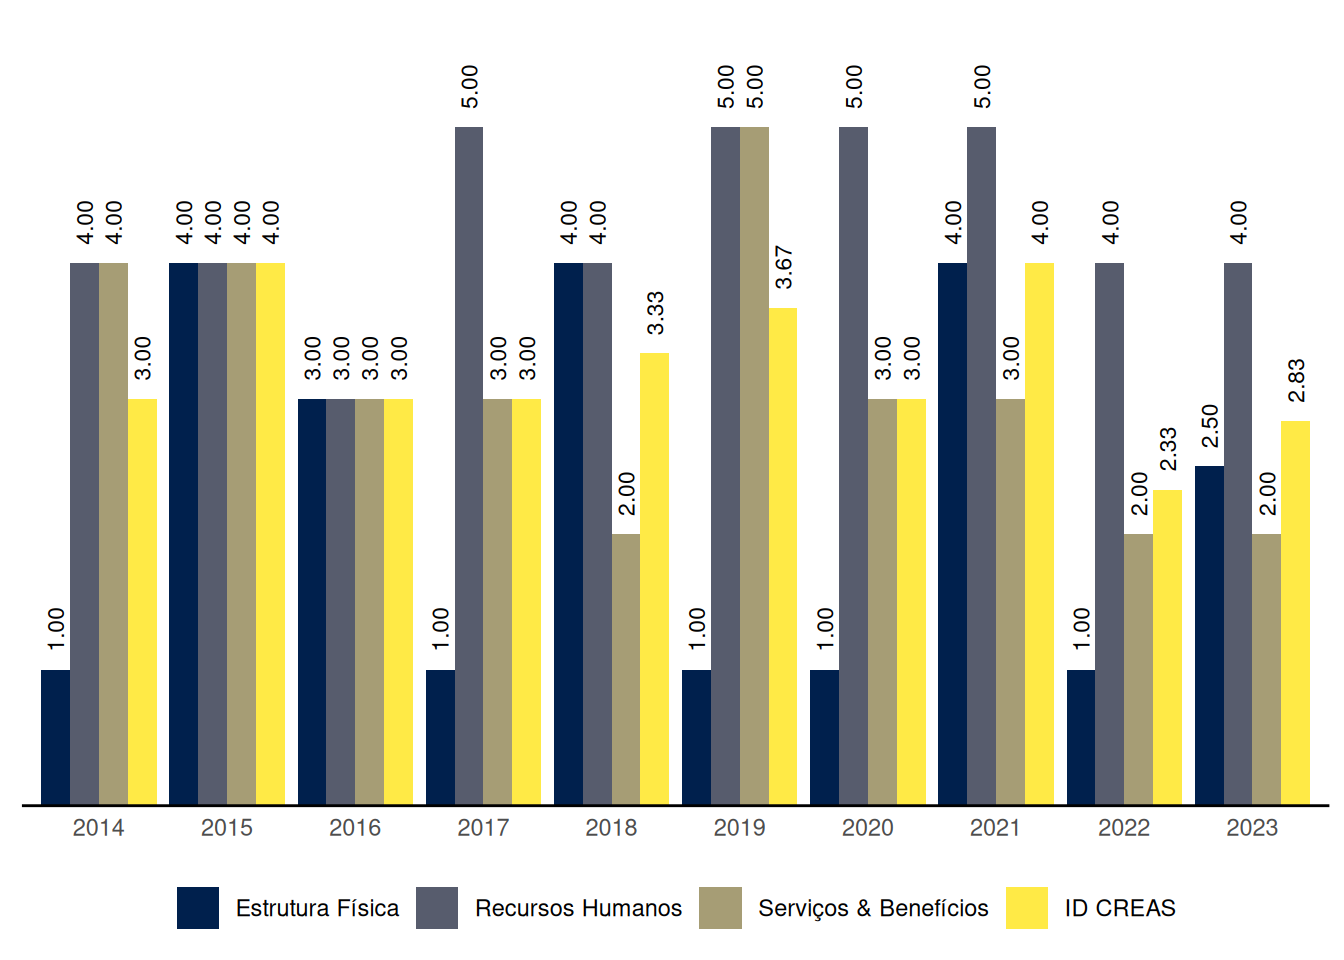 5.00 5.00 5.00 5.00 5.00
4.00 4.00 4.00 4.00 4.00 4.00 4.00 4.00 4.00 4.00 4.00 4.00
3.67
3.33
3.00 3.00 3.00 3.00 3.00 3.00 3.00 3.00 3.00 3.00
2.83
2.50
2.33
2.00 2.00 2.00
1.00 1.00 1.00 1.00 1.00
2014 2015 2016 2017 2018 2019 2020 2021 2022 2023
Estrutura Física Recursos Humanos Serviços & Benefícios ID CREAS